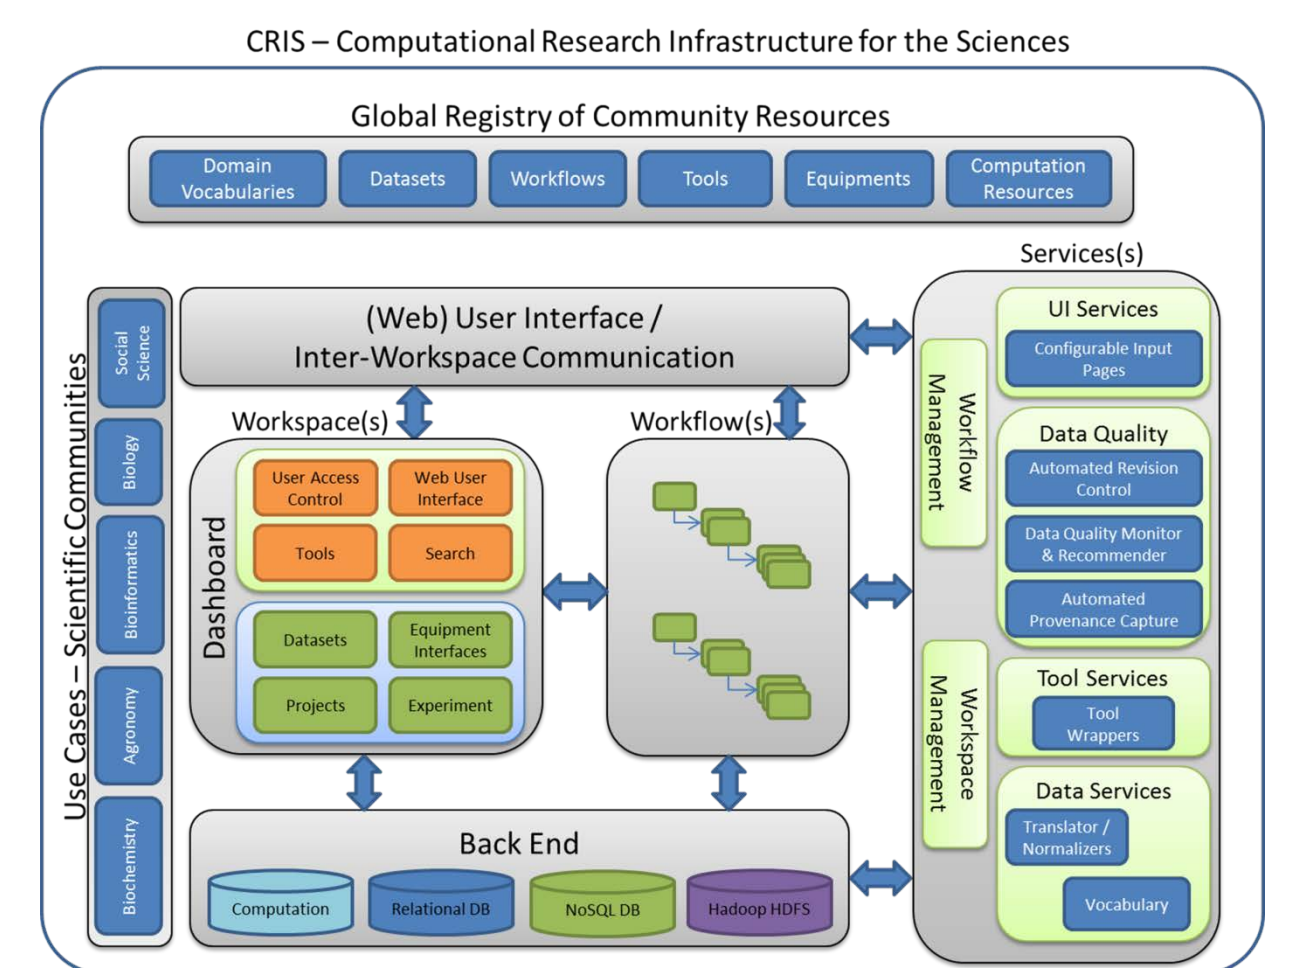 CRIS – Computational Research Infrastructure for the Sciences
Global Registry of Community Resources
Domain
Vocabularies
Datasets
Workflows
Tools
Equipments
Computation
Resources
Use Cases – Scientific Communities
Social
Science
Biology
Bioinformatics
Agronomy
Biochemistry
(Web) User Interface /
Inter-Workspace Communication
Workspace(s)
Dashboard
User Access
Control
Web User
Interface
Tools
Search
Datasets
Equipment
Interfaces
Projects
Experiment
Workflow(s)
Back End
Computation
Relational DB
NoSQL DB
Hadoop HDFS
Services(s)
Workflow
Management
Workspace
Management
UI Services
Configurable Input
Pages
Data Quality
Automated Revision
Control
Data Quality Monitor
& Recommender
Automated
Provenance Capture
Tool Services
Tool
Wrappers
Data Services
Translator /
Normalizers
Vocabulary